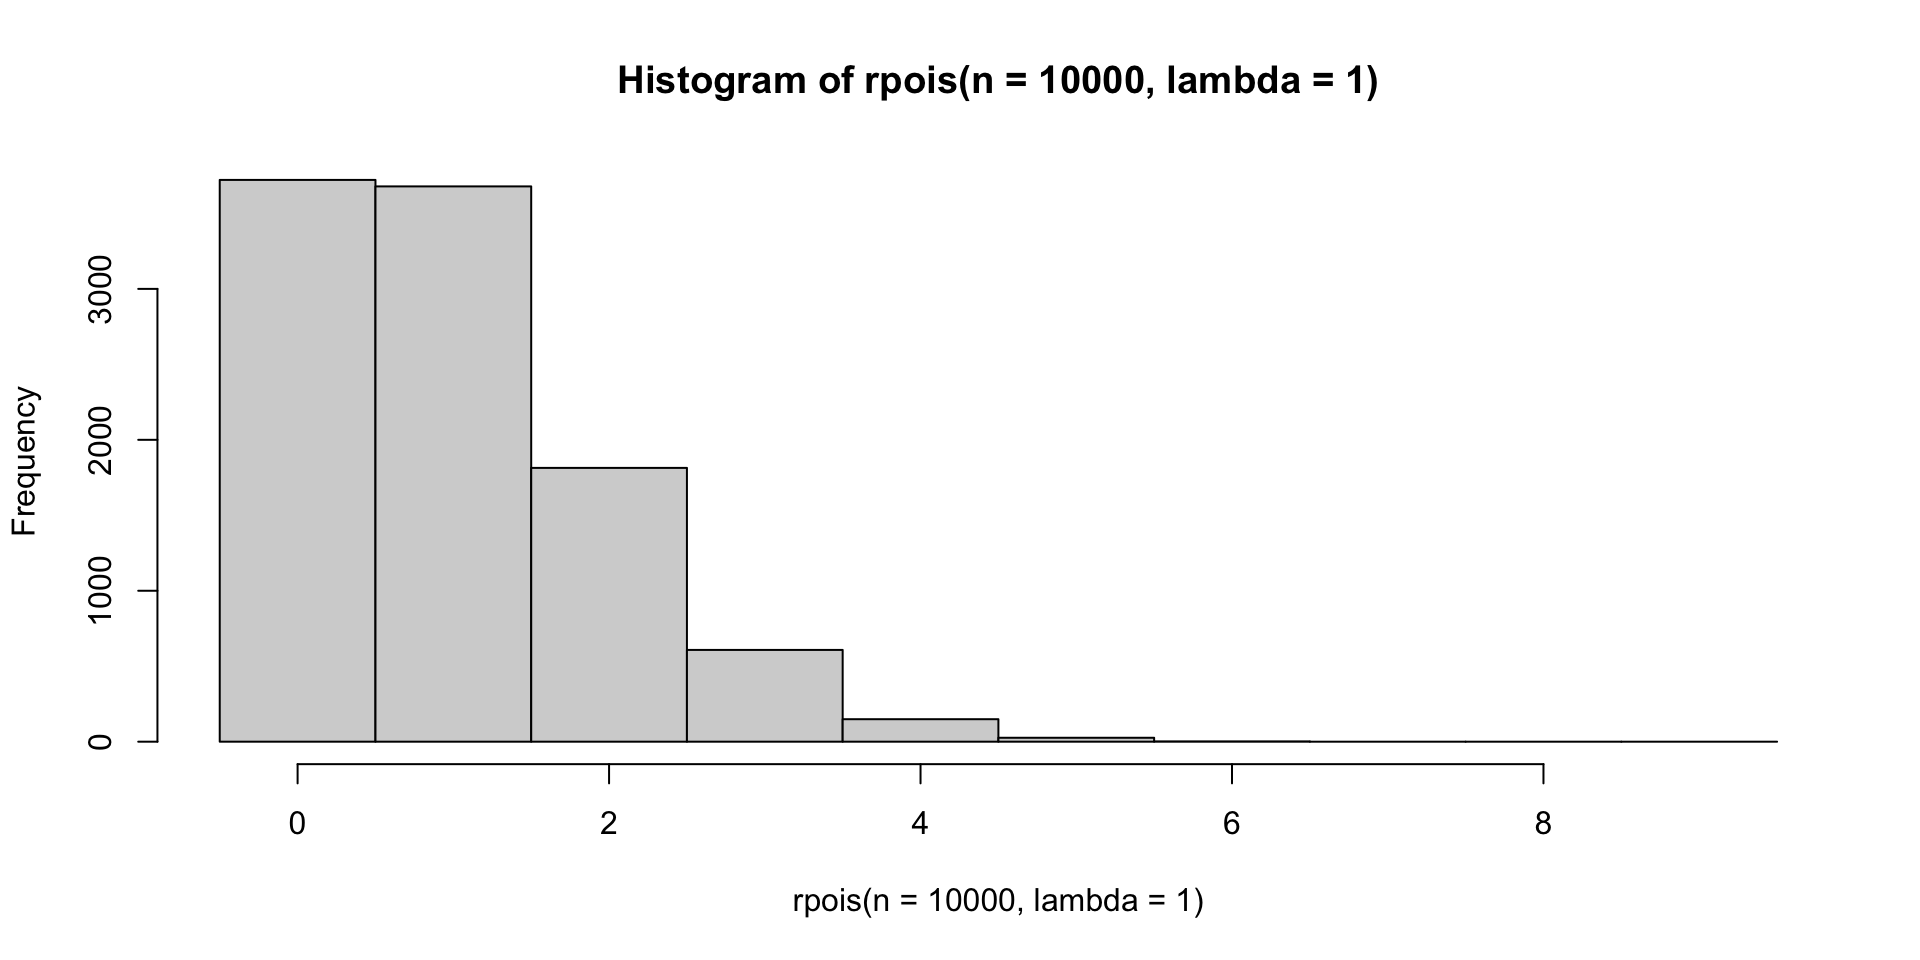 Histogram of rpois(n = 10000, lambda = 1)
Frequency
3000
2000
1000
0
0 2 4 6 8
rpois(n = 10000, lambda = 1)